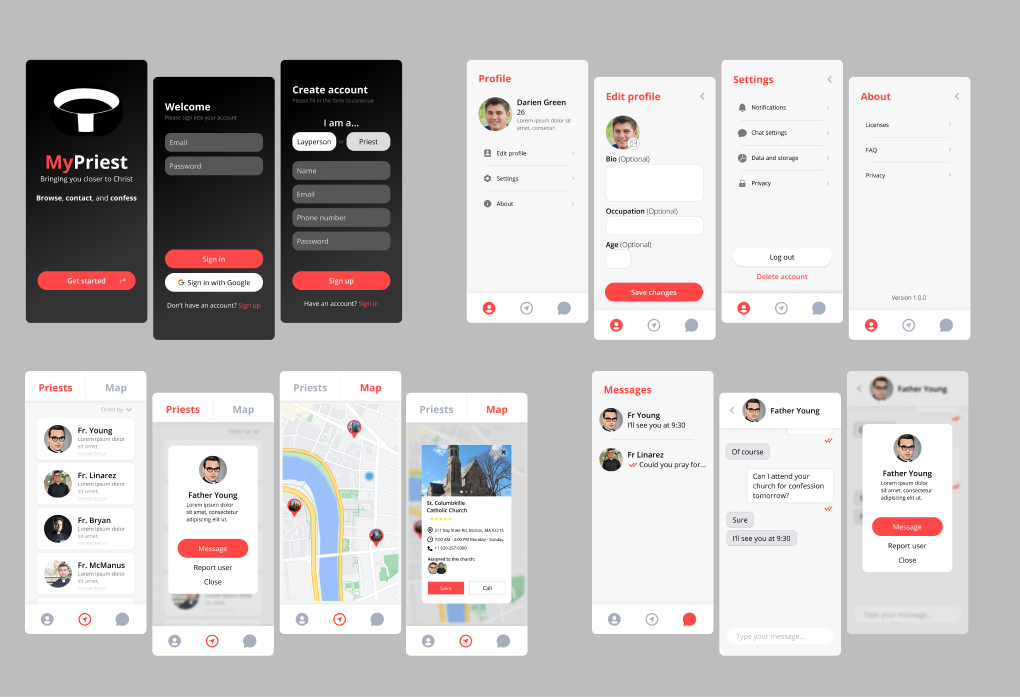 MyPriest
Bringing you closer to Christ
Browse, contact, and confess
Get started
Welcome
Please sign into your account
Email
Password
Sign in
Sign in with Google
Don't have an account? Sign up
Create account
Please fill in the form to continue
I am a...
Layperson
or
Priest
Name
Email
Phone number
Password
Sign up
Have an account? Sign in
Profile
Darien Green
26
Lorem-ipsum dolor sit
amet, consecur.
Edit profile
Settings
About
Edit profile
Bio (Optional)
Occupation (Optional)
Age (Optional)
Save changes
Settings
Notifications
Chat settings
Data and storage
Privacy
Log out
Delete account
About
Licenses
FAQ
Privacy
Version 1.0.0
Priests
Map
Order by
Fr. Young
Lorem ipsum dolor
sit amet,
consectetur
Fr. Linarez
Lorem ipsum dolor
sit amet,
consectetur
Fr. Bryan
Lorem ipsum dolor
sit amet,
consectetur
Fr. McManus
Lorem ipsum dolor
sit amet,
consectetur
Priests
Map
Order by
Father Young
Lorem ipsum dolor
sit amet, consectetur
adipiscing elit ut.
Message
Report user
Close
Priests
Map
Priests
Map
St. Columbkille
Catholic Church
211 Bay State Rd, Boston, MA 02215
7:00 AM - 3:00 PM Monday - Sunday
+1 620-267-9360
Assigned to this church:
Save
Call
Messages
Fr Young
I'll see you at 9:30
Fr Linarez
Could you pray for...
Father Young
Of course
Can I attend your
church for confession
tomorrow?
Sure
I'll see you at 9:30
Type your message...
Father Young
Father Young
Lorem ipsum dolor
sit amet, consectetur
adipiscing elit ut.
Message
Report user
Close
Type your message...